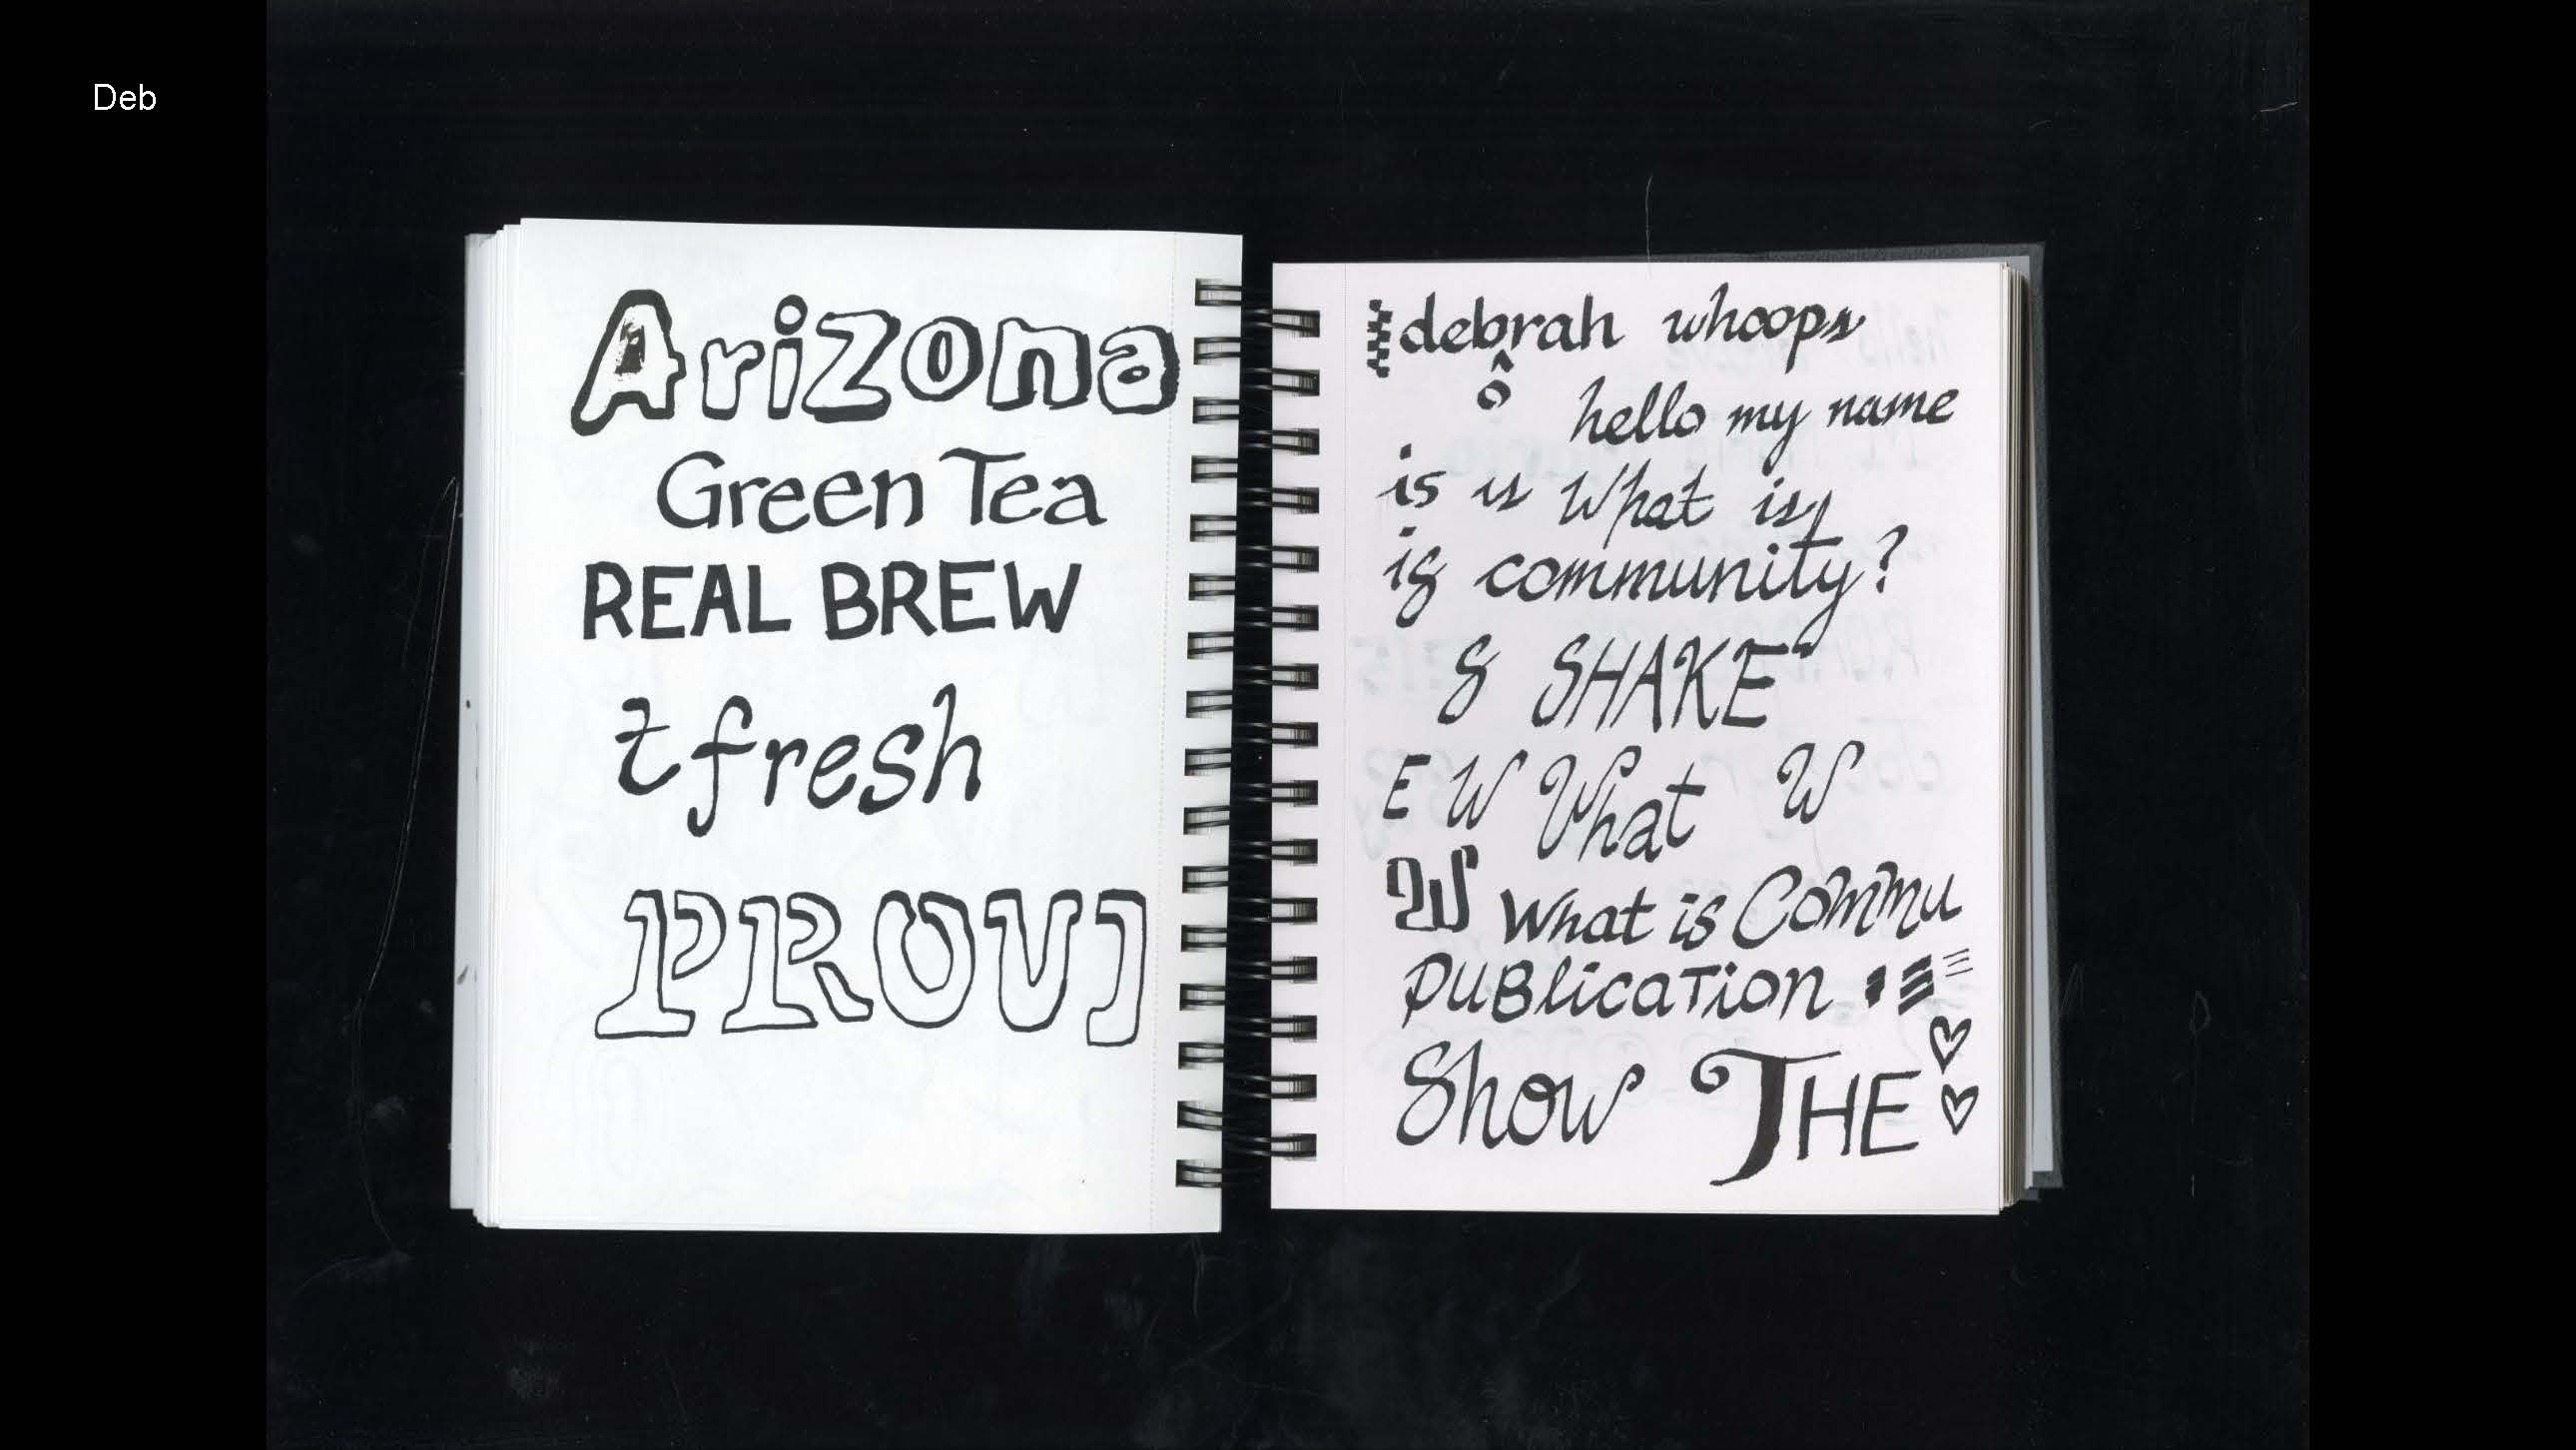 Deb
Arizona
Green Tea
REAL BREW
t fresh
PROVJ
debrah whoops
^
o
hello my name
is is What is
is community?
S SHAKE
E W What W
W What is Commu
PUBlicaTion
Show THE